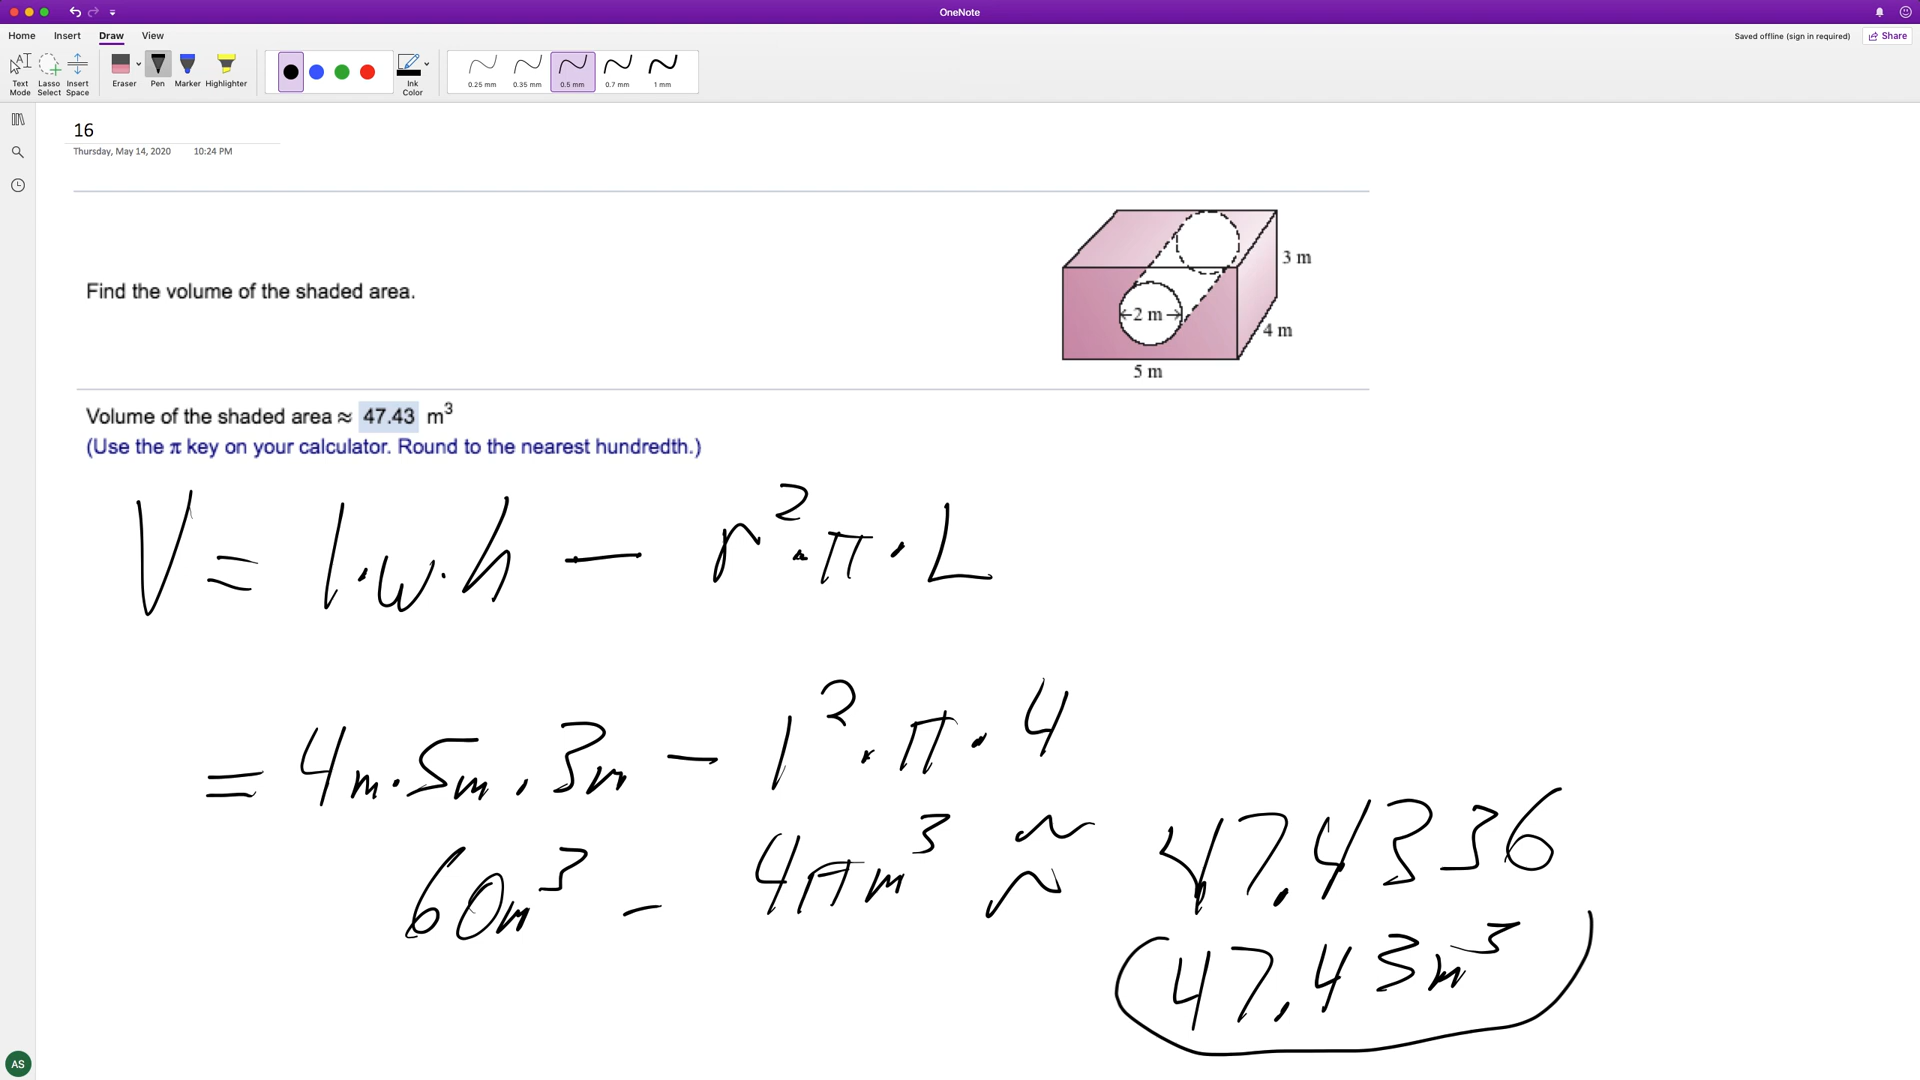 OneNote
Home Insert Draw View
Saved offline (sign in required) Share
Text Mode
Lasso Select
Insert Space
Eraser
Pen
Marker
Highlighter
Ink Color
0.25 mm
0.35 mm
0.5 mm
0.7 mm
1 mm
16
Thursday, May 14, 2020 10:24 PM
Find the volume of the shaded area.
3 m
2 m
4 m
5 m
Volume of the shaded area ≈ 47.43 m³
(Use the π key on your calculator. Round to the nearest hundredth.)
V = l·w·h − r²·π·L
= 4m·5m·3m − 1²·π·4
60m³ − 4πm³ ≈ 47.4336
47.43m³
AS